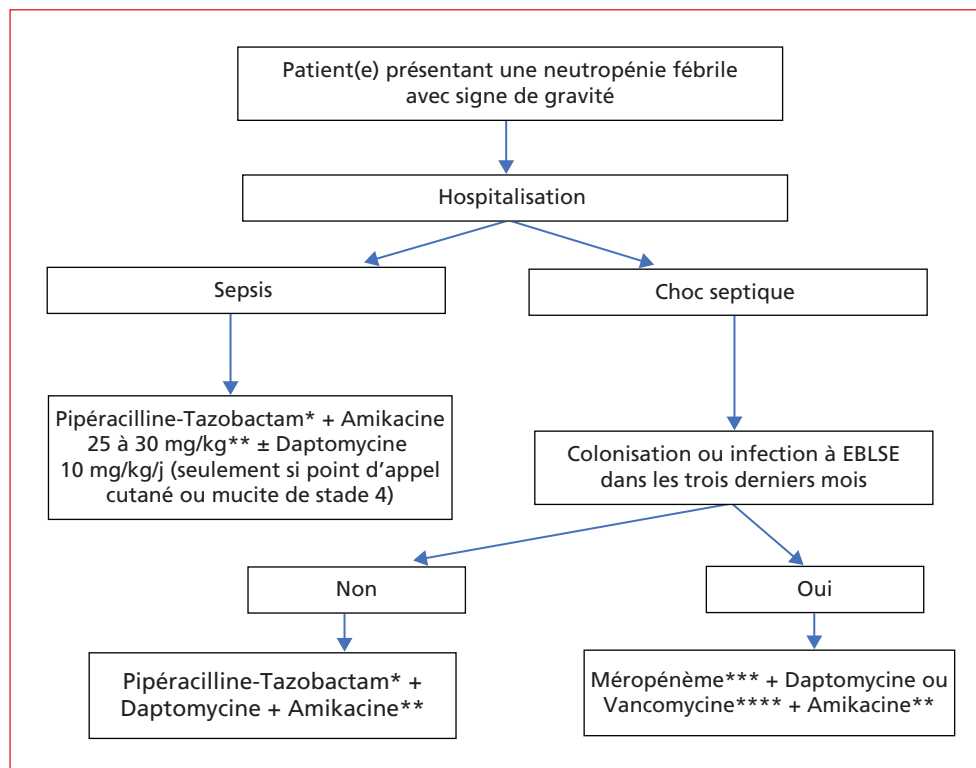 Patient(e) présentant une neutropénie fébrile
avec signe de gravité
Hospitalisation
Sepsis
Choc septique
Pipéracilline-Tazobactam* + Amikacine
25 à 30 mg/kg** ± Daptomycine
10 mg/kg/j (seulement si point d’appel
cutané ou mucite de stade 4)
Colonisation ou infection à EBLSE
dans les trois derniers mois
Non
Oui
Pipéracilline-Tazobactam* +
Daptomycine + Amikacine**
Méropénème*** + Daptomycine ou
Vancomycine**** + Amikacine**